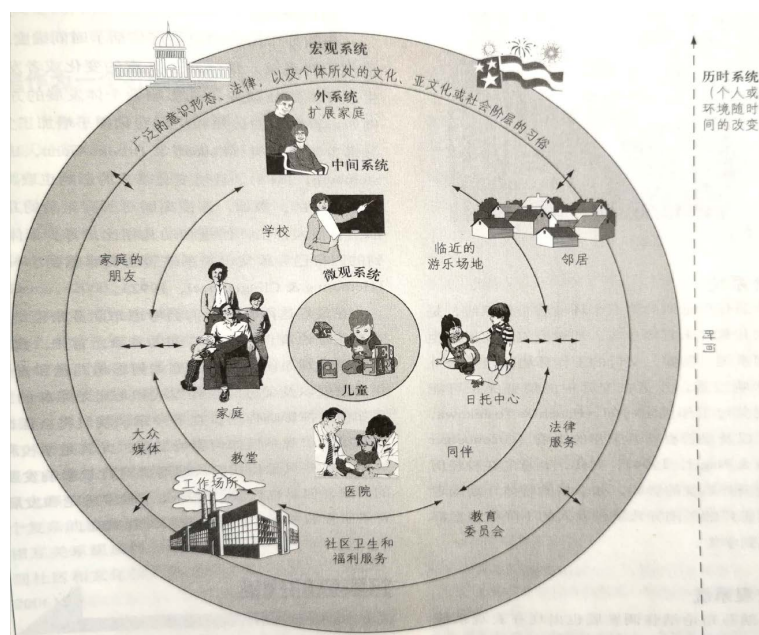 宏观系统
广泛的意识形态、法律，以及个体所处的文化、亚文化或社会阶层的习俗
外系统
扩展家庭
中间系统
学校
微观系统
家庭的
朋友
临近的
游乐场地
邻居
儿童
家庭
日托中心
大众
媒体
教堂
医院
同伴
法律
服务
工作场所
社区卫生和
福利服务
教育
委员会
历时系统
（个人或
环境随时
间的改变
时间